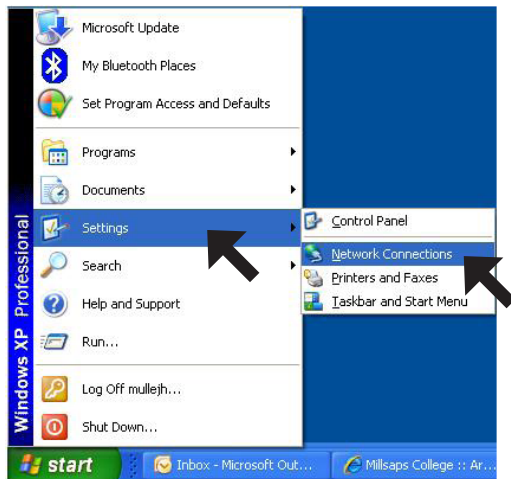 Microsoft Update
My Bluetooth Places
Set Program Access and Defaults
Programs
Documents
Settings
Search
Help and Support
Run...
Log Off mullejh...
Shut Down...
Windows XP Professional
Control Panel
Network Connections
Printers and Faxes
Taskbar and Start Menu
start
Inbox - Microsoft Out...
Millsaps College :: Ar...